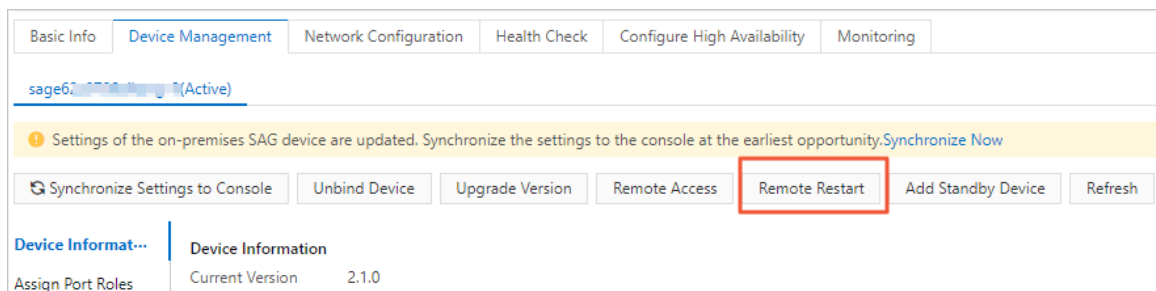 Basic Info Device Management Network Configuration Health Check Configure High Availability Monitoring
(Active)
Settings of the on-premises SAG device are updated. Synchronize the settings to the console at the earliest opportunity.Synchronize Now
Synchronize Settings to Console Unbind Device Upgrade Version Remote Access Remote Restart Add Standby Device Refresh
Device Informat··· Device Information
Assign Port Roles Current Version 2.1.0